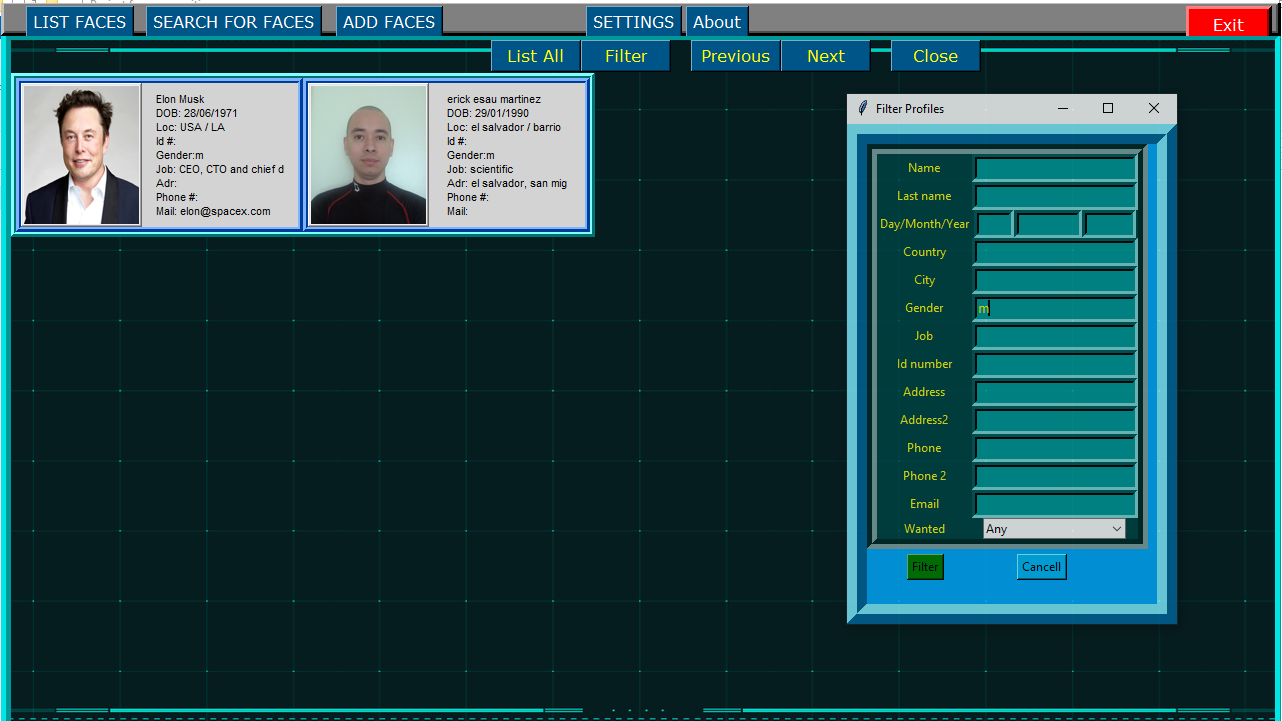 LIST FACES SEARCH FOR FACES ADD FACES SETTINGS About Exit
List All Filter Previous Next Close
Elon Musk
DOB: 28/06/1971
Loc: USA / LA
Id #:
Gender:m
Job: CEO, CTO and chief d
Adr:
Phone #:
Mail: elon@spacex.com
erick esau martinez
DOB: 29/01/1990
Loc: el salvador / barrio
Id #:
Gender:m
Job: scientific
Adr: el salvador, san mig
Phone #:
Mail:
Filter Profiles
Name
Last name
Day/Month/Year
Country
City
Gender m
Job
Id number
Address
Address2
Phone
Phone 2
Email
Wanted Any
Filter Cancell